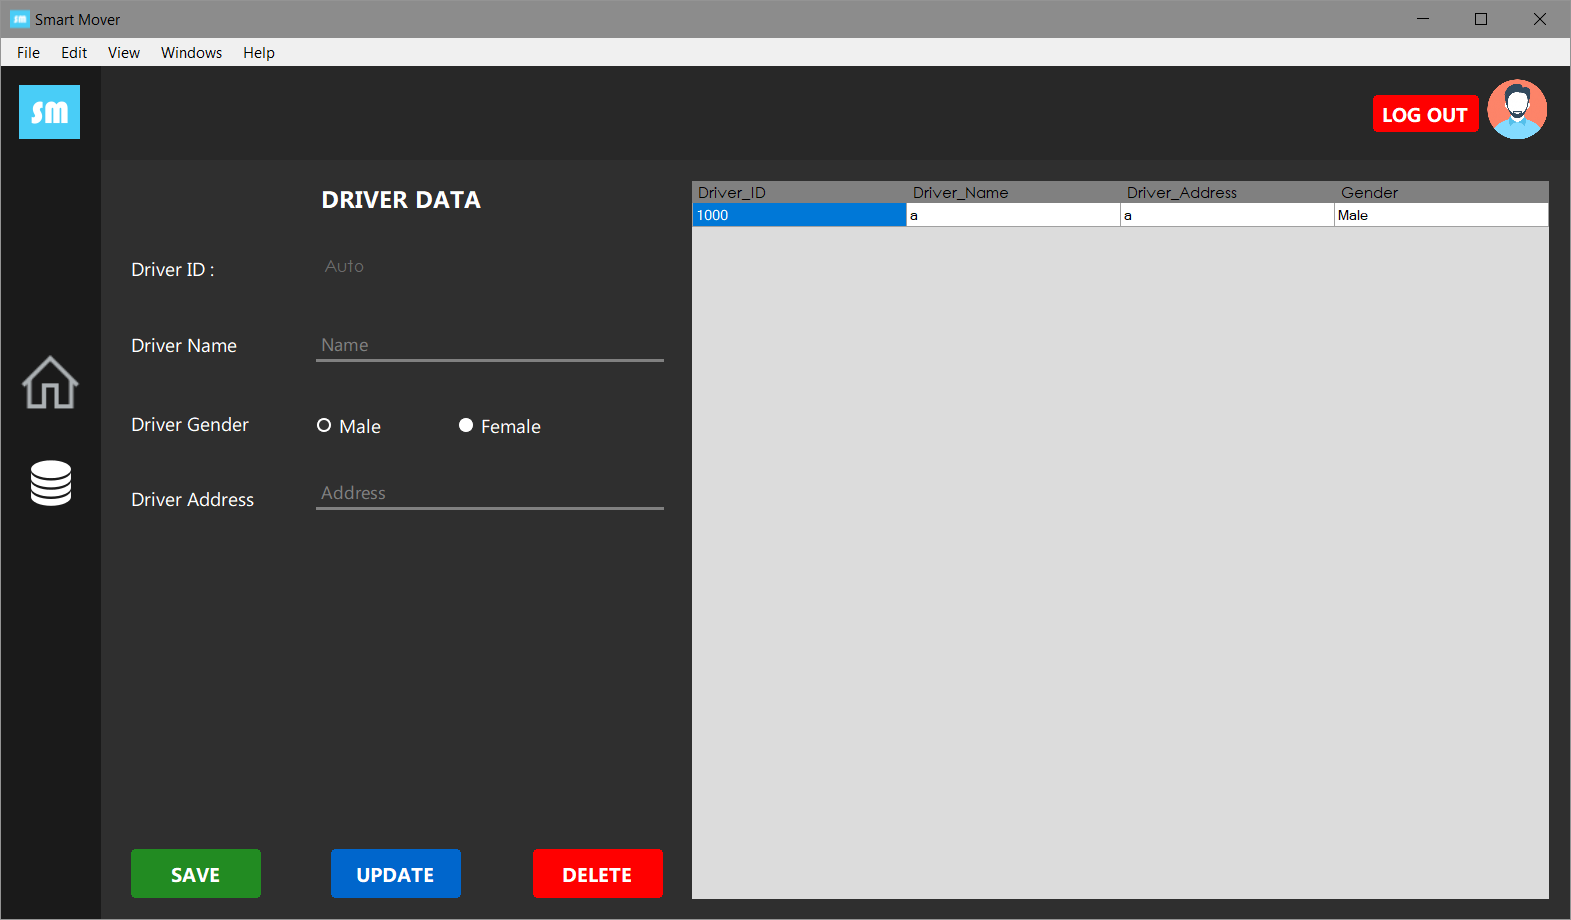 sm Smart Mover
File Edit View Windows Help
sm
LOG OUT
DRIVER DATA
Driver ID : Auto
Driver Name Name
Driver Gender Male Female
Driver Address Address
SAVE UPDATE DELETE
Driver_ID Driver_Name Driver_Address Gender
1000 a a Male